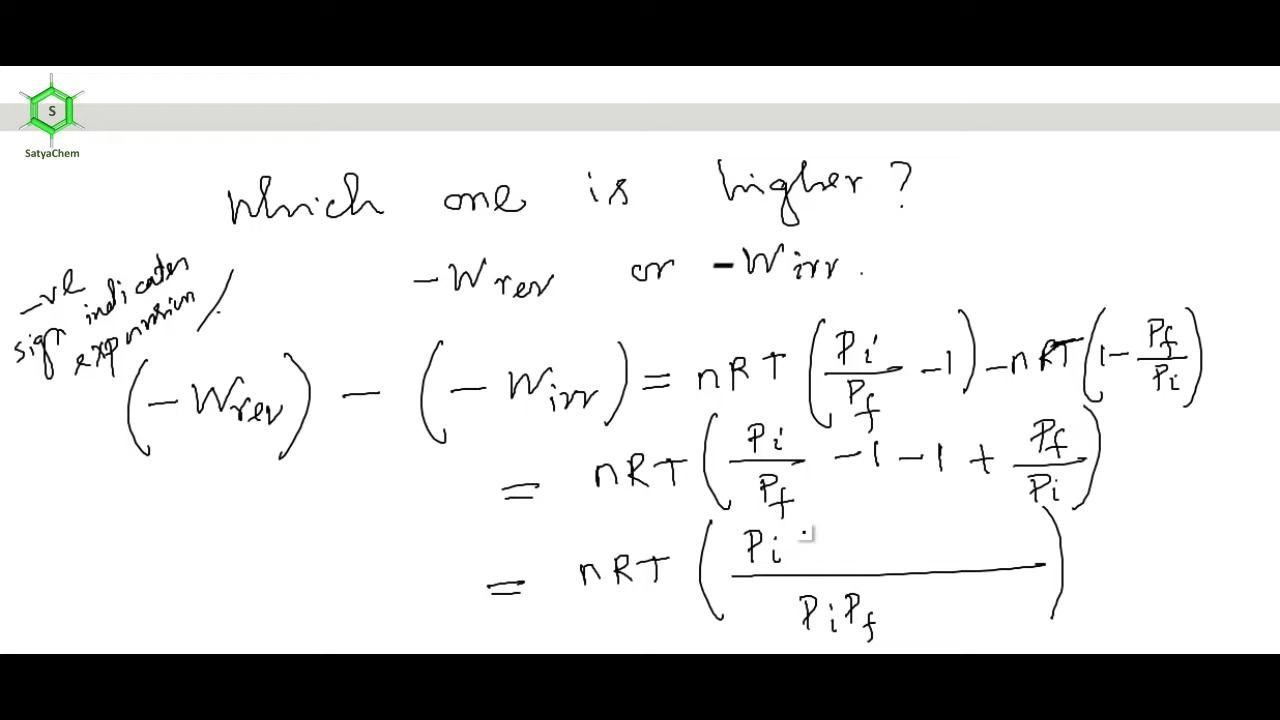 S
SatyaChem
Which one is higher?
-Wrev or -Wirr.
-ve
sign indicates
expansion
(-Wrev) - (-Wirr) = nRT (Pi/Pf -1) - nRT (1 - Pf/Pi)
= nRT (Pi/Pf -1 -1 + Pf/Pi)
= nRT (Pi / PiPf)